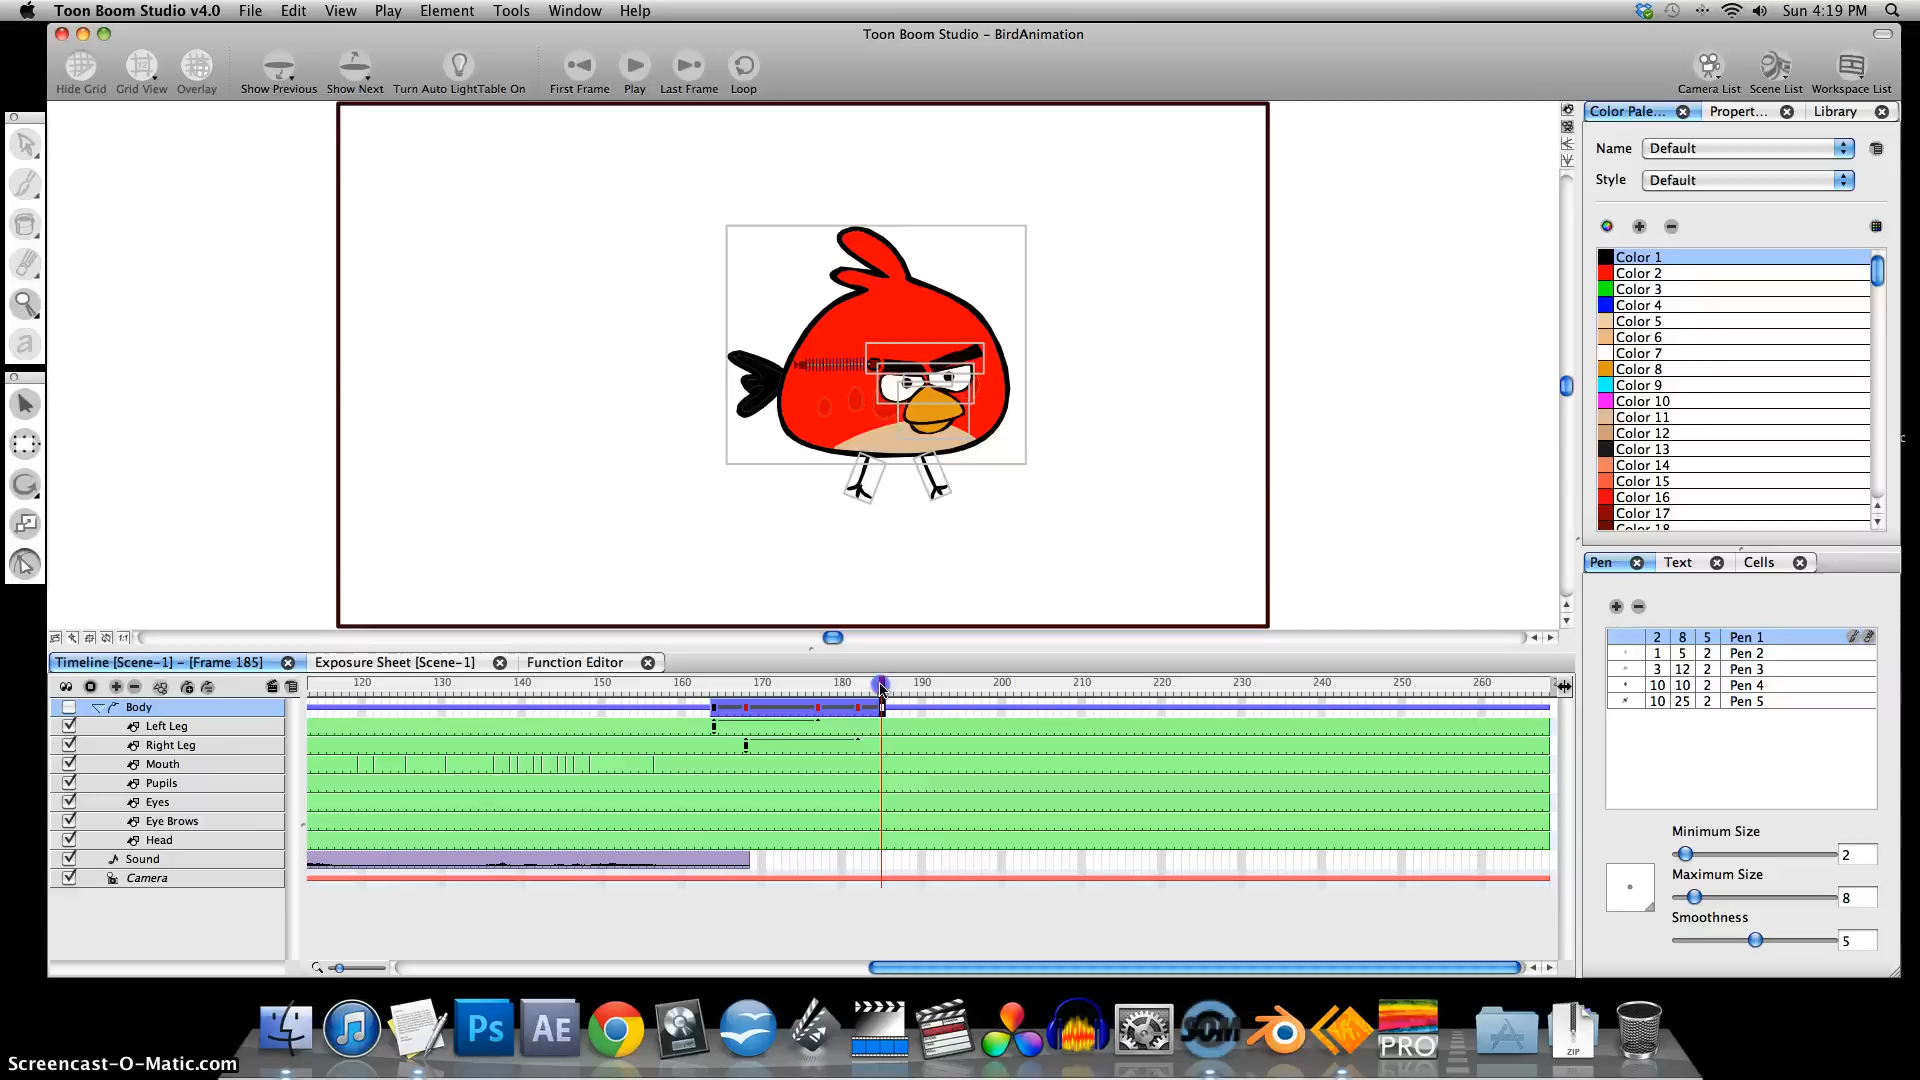 Toon Boom Studio v4.0 File Edit View Play Element Tools Window Help Sun 4:19 PM
Toon Boom Studio - BirdAnimation
Hide Grid Grid View Overlay Show Previous Show Next Turn Auto LightTable On First Frame Play Last Frame Loop Camera List Scene List Workspace List
Color Pale... Propert... Library
Name Default
Style Default
Color 1
Color 2
Color 3
Color 4
Color 5
Color 6
Color 7
Color 8
Color 9
Color 10
Color 11
Color 12
Color 13
Color 14
Color 15
Color 16
Color 17
Color 18
Pen Text Cells
2 8 5 Pen 1
1 5 2 Pen 2
3 12 2 Pen 3
10 10 2 Pen 4
10 25 2 Pen 5
Minimum Size
2
Maximum Size
8
Smoothness
5
Timeline [Scene-1] - [Frame 185] Exposure Sheet [Scene-1] Function Editor
120 130 140 150 160 170 180 190 200 210 220 230 240 250 260
Body
Left Leg
Right Leg
Mouth
Pupils
Eyes
Eye Brows
Head
Sound
Camera
Ps AE SOM PRO ZIP
Screencast-O-Matic.com